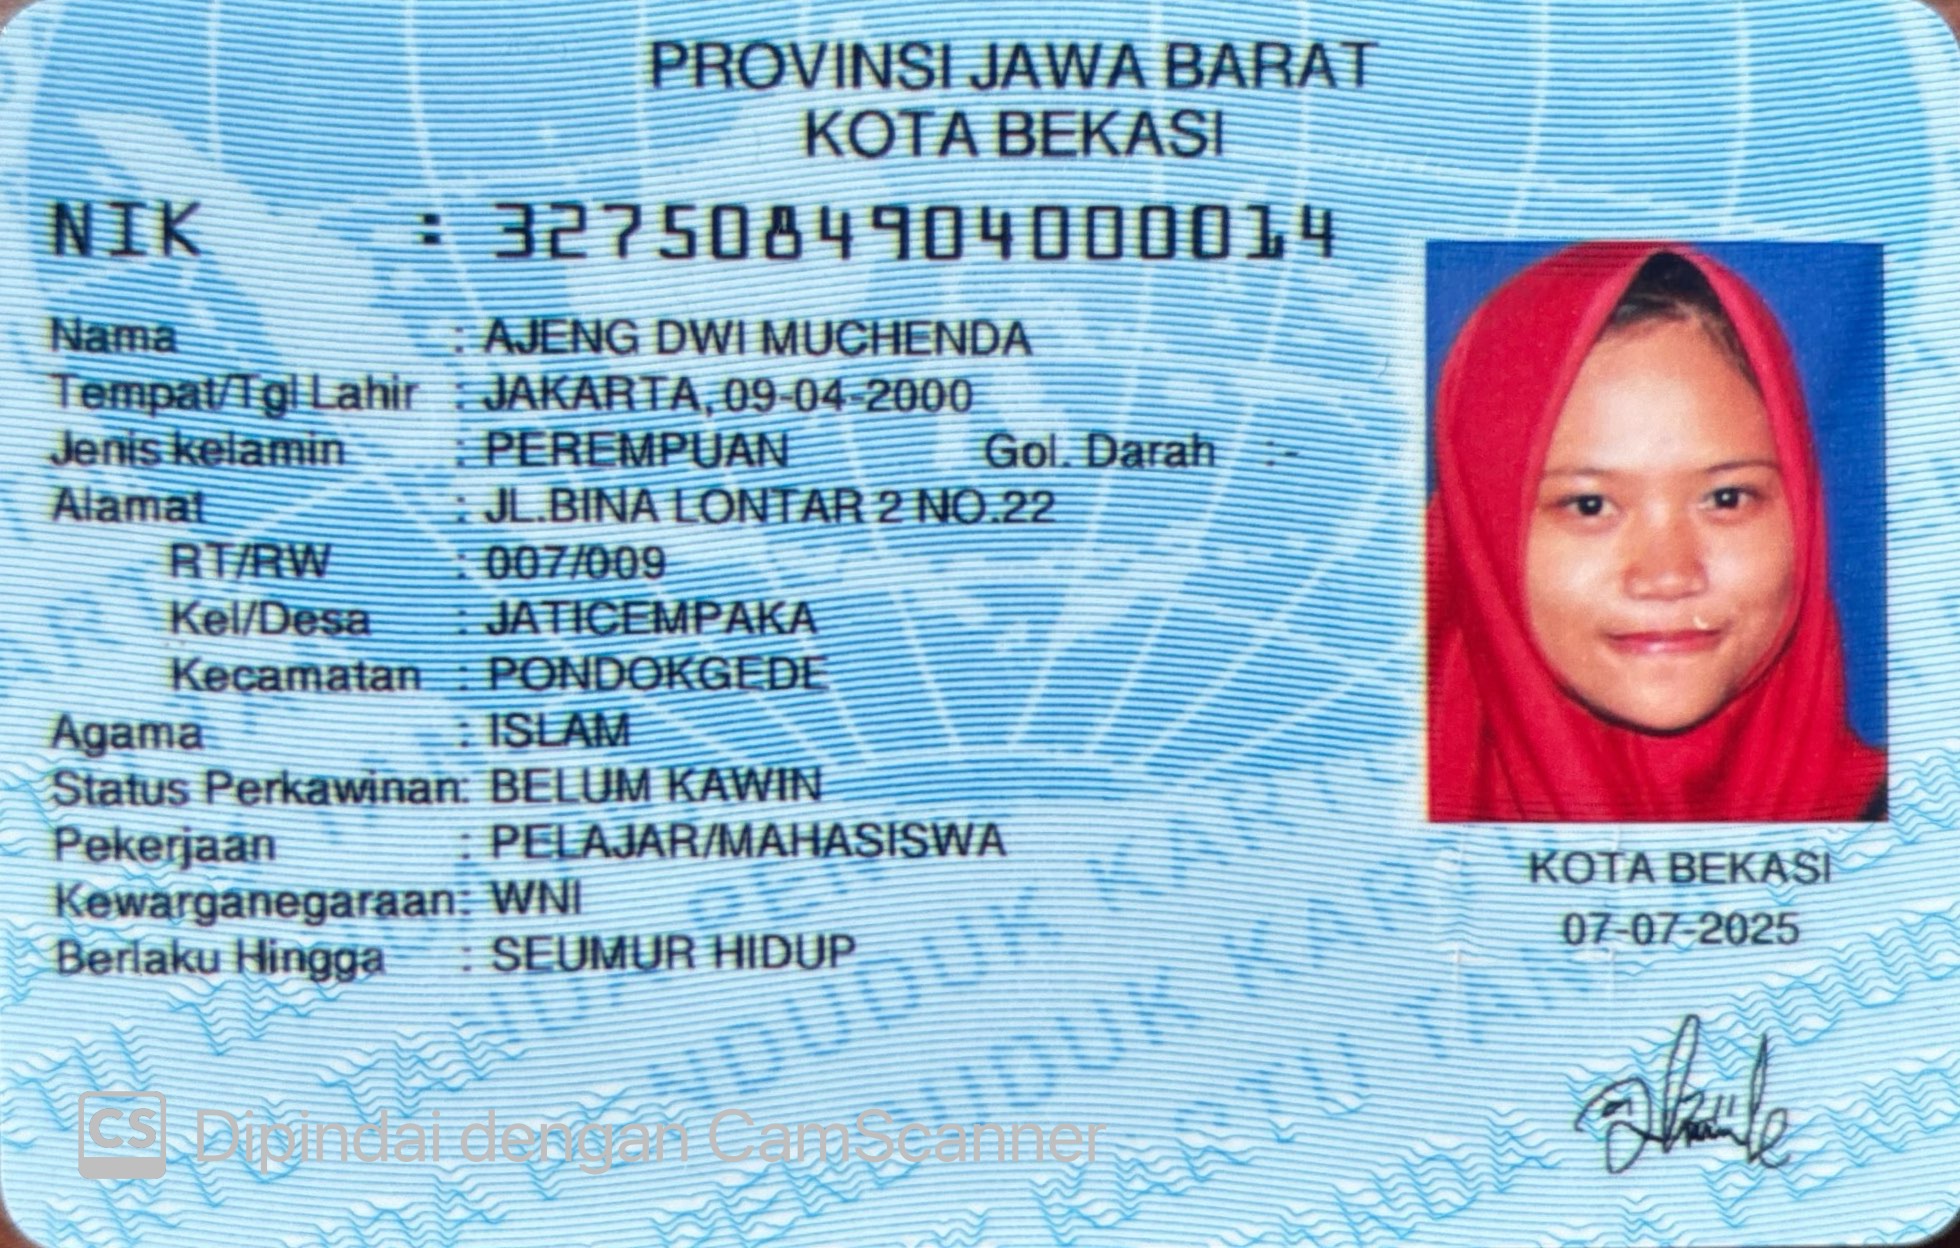 PROVINSI JAWA BARAT
KOTA BEKASI
NIK : 3275084904000014
Nama : AJENG DWI MUCHENDA
Tempat/Tgl Lahir : JAKARTA, 09-04-2000
Jenis kelamin : PEREMPUAN Gol. Darah :-
Alamat : JL.BINA LONTAR 2 NO.22
RT/RW : 007/009
Kel/Desa : JATICEMPAKA
Kecamatan : PONDOKGEDE
Agama : ISLAM
Status Perkawinan: BELUM KAWIN
Pekerjaan : PELAJAR/MAHASISWA
Kewarganegaraan: WNI
Berlaku Hingga : SEUMUR HIDUP
KOTA BEKASI
07-07-2025
CS Dipindai dengan CamScanner